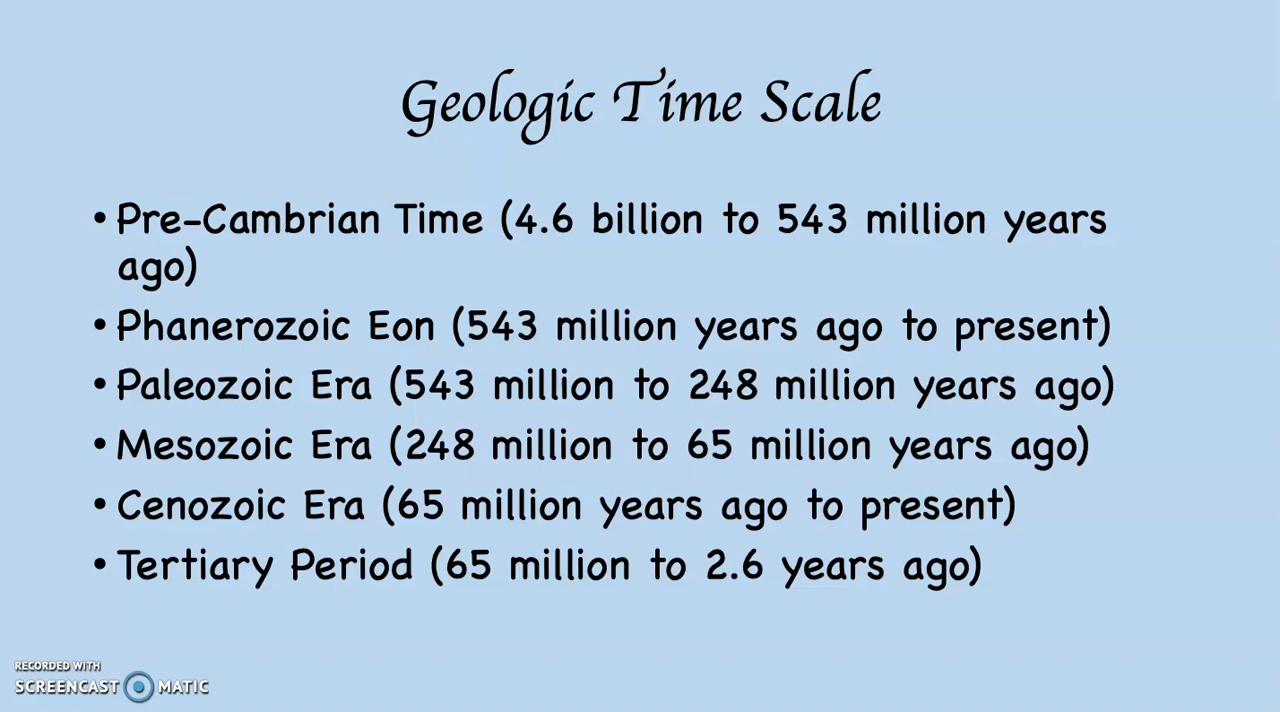 Geologic Time Scale
• Pre-Cambrian Time (4.6 billion to 543 million years
ago)
• Phanerozoic Eon (543 million years ago to present)
• Paleozoic Era (543 million to 248 million years ago)
• Mesozoic Era (248 million to 65 million years ago)
• Cenozoic Era (65 million years ago to present)
• Tertiary Period (65 million to 2.6 years ago)
RECORDED WITH
SCREENCAST MATIC